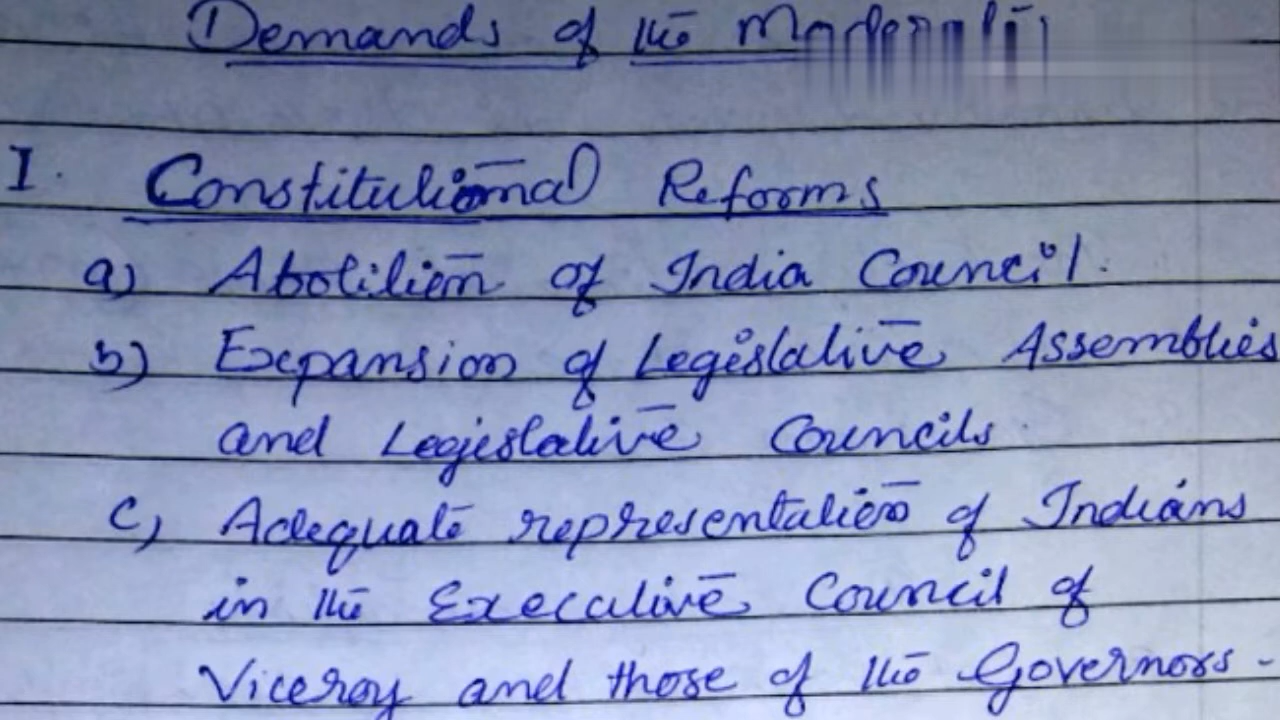 Demands of the Moderates
I. Constitutional Reforms
a) Abolition of India Council.
b) Expansion of Legislative Assemblies
and Legislative Councils.
c) Adequate representation of Indians
in the Executive Council of
Viceroy and those of the Governors.